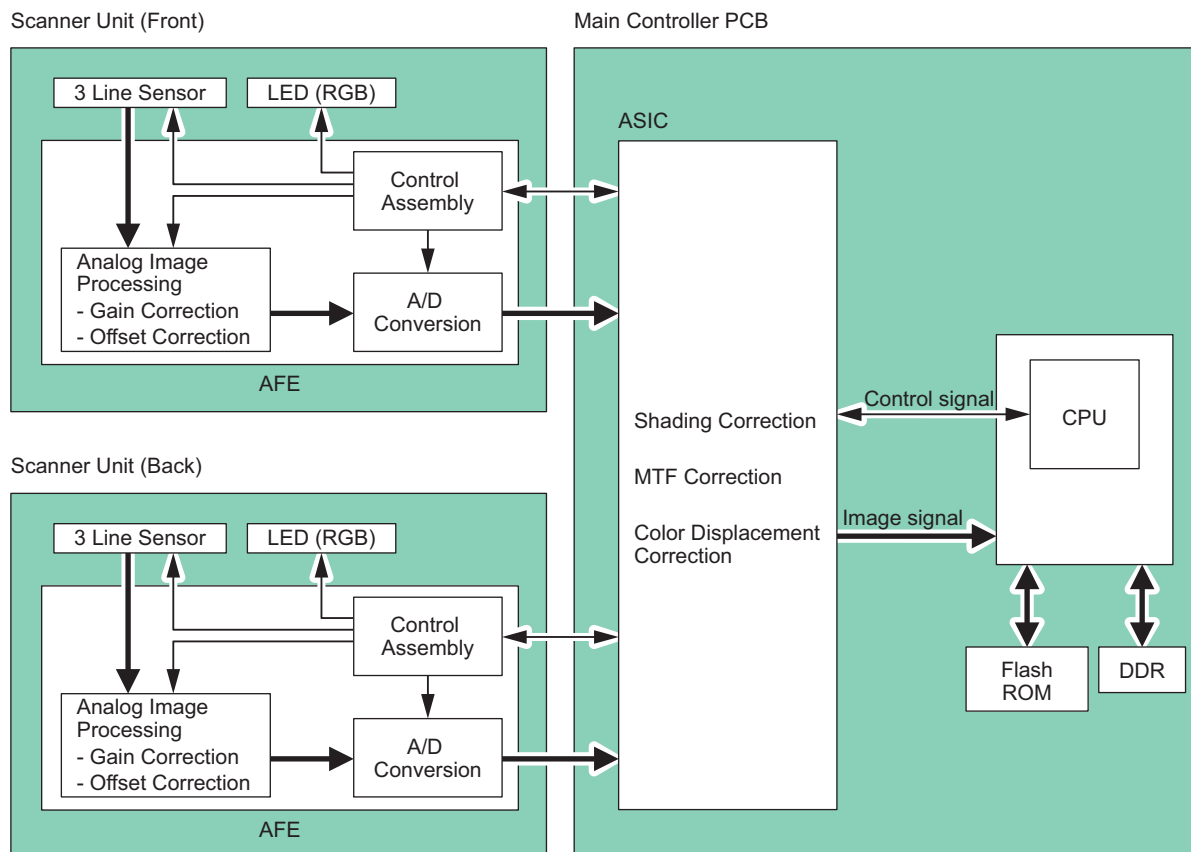 Scanner Unit (Front)
3 Line Sensor
LED (RGB)
Control
Assembly
Analog Image
Processing
- Gain Correction
- Offset Correction
A/D
Conversion
AFE
Scanner Unit (Back)
3 Line Sensor
LED (RGB)
Control
Assembly
Analog Image
Processing
- Gain Correction
- Offset Correction
A/D
Conversion
AFE
Main Controller PCB
ASIC
Shading Correction
MTF Correction
Color Displacement
Correction
Control signal
CPU
Image signal
Flash
ROM
DDR